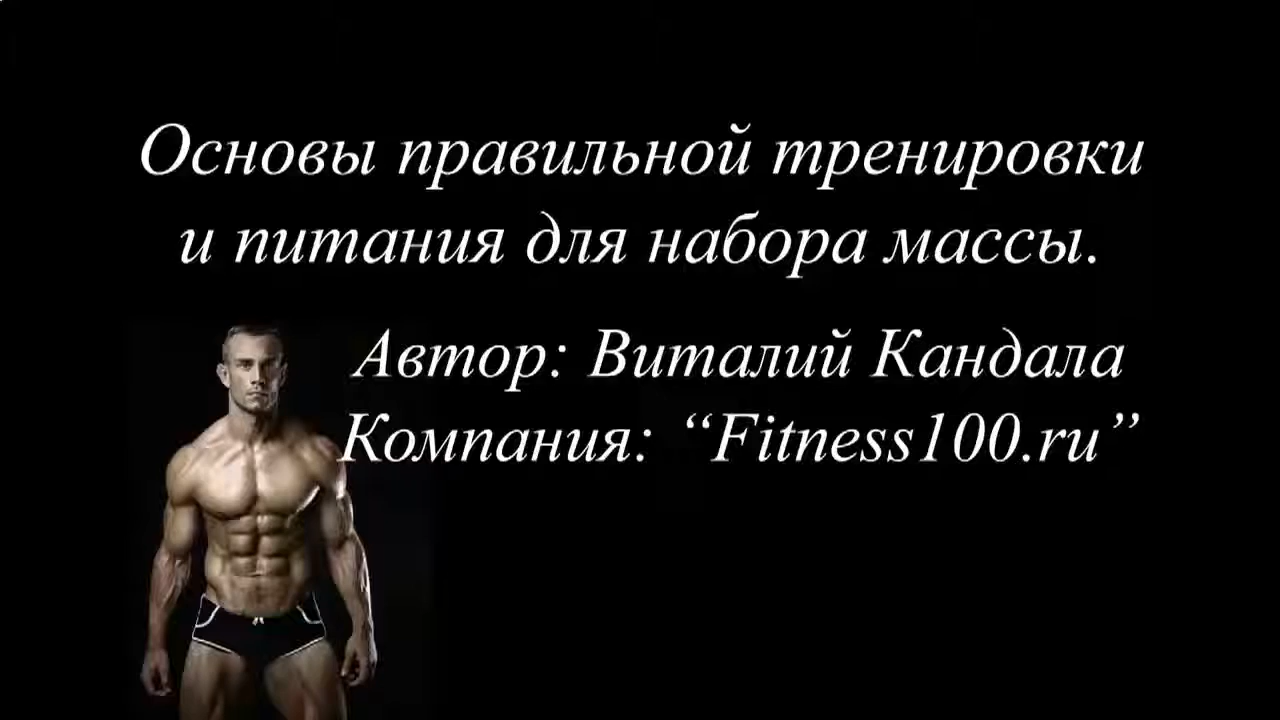 Основы правильной тренировки
и питания для набора массы.
Автор: Виталий Кандала
Компания: “Fitness100.ru”